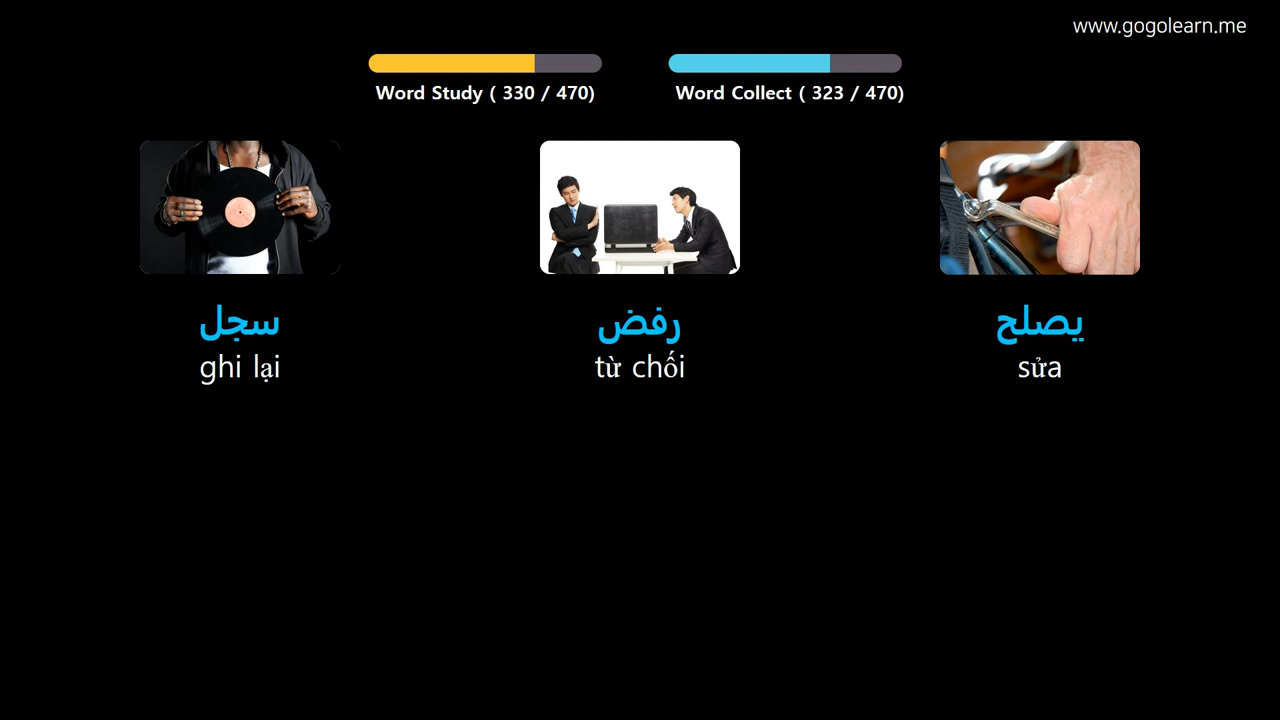 www.gogolearn.me
Word Study ( 330 / 470)
Word Collect ( 323 / 470)
سجل
ghi lại
رفض
từ chối
يصلح
sửa